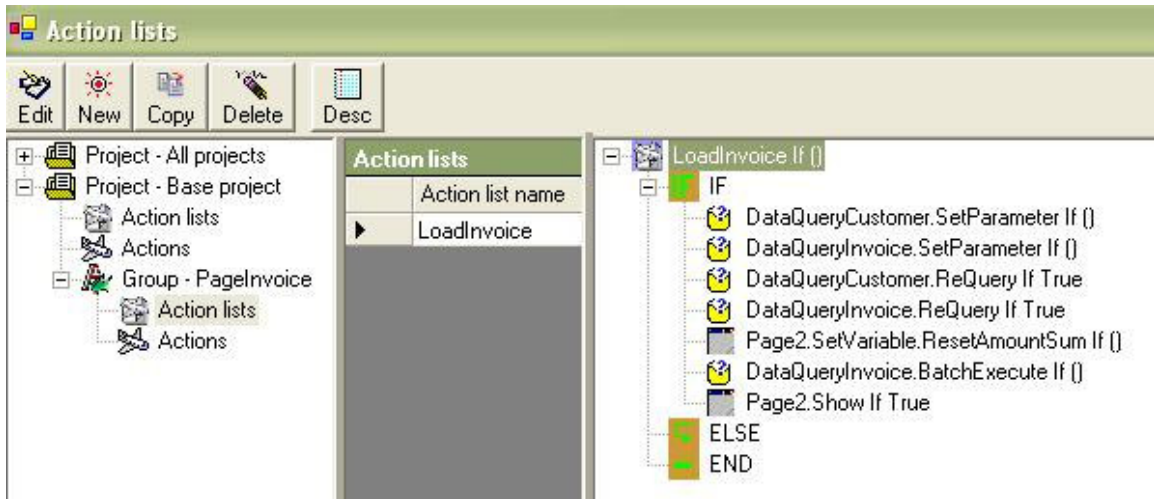 Action lists
Edit New Copy Delete Desc
Project - All projects
Project - Base project
Action lists
Actions
Group - PageInvoice
Action lists
Actions
Action lists
Action list name
LoadInvoice
LoadInvoice If ()
IF
DataQueryCustomer.SetParameter If ()
DataQueryInvoice.SetParameter If ()
DataQueryCustomer.ReQuery If True
DataQueryInvoice.ReQuery If True
Page2.SetVariable.ResetAmountSum If ()
DataQueryInvoice.BatchExecute If ()
Page2.Show If True
ELSE
END